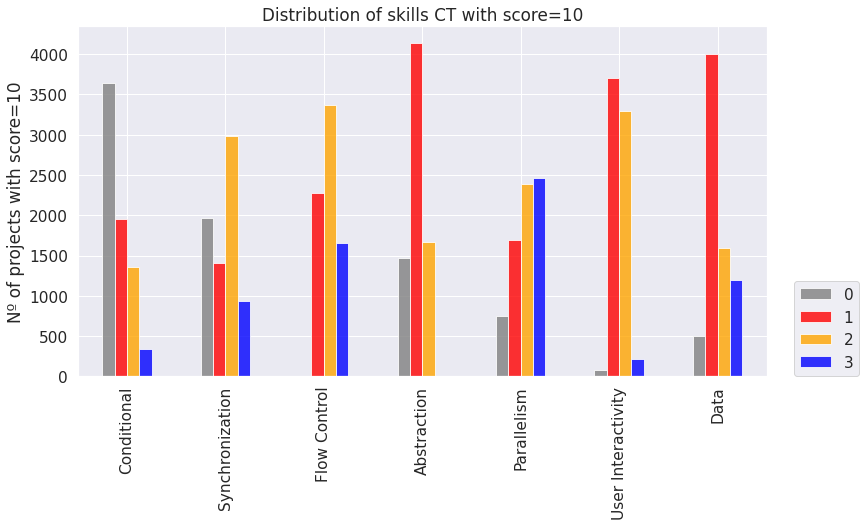 Distribution of skills CT with score=10
Nº of projects with score=10
4000
3500
3000
2500
2000
1500
1000
500
0
Conditional
Synchronization
Flow Control
Abstraction
Parallelism
User Interactivity
Data
0
1
2
3